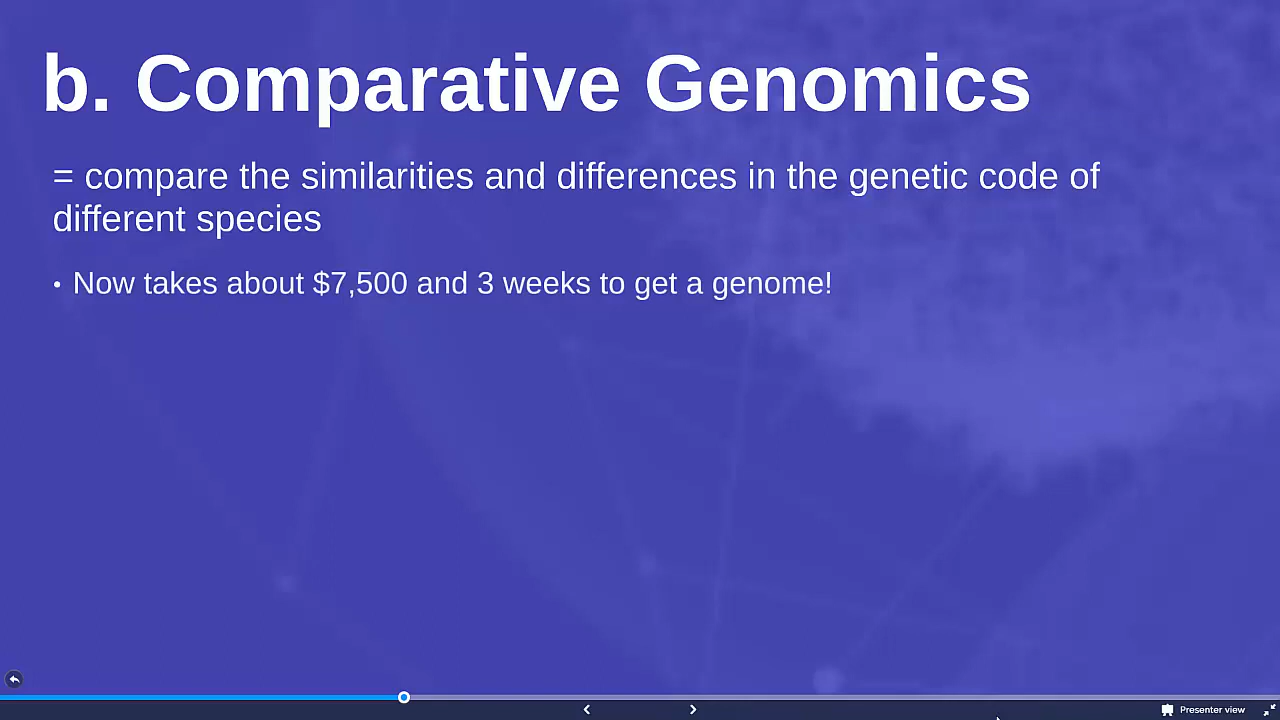 b. Comparative Genomics
= compare the similarities and differences in the genetic code of
different species
• Now takes about $7,500 and 3 weeks to get a genome!
Presenter view